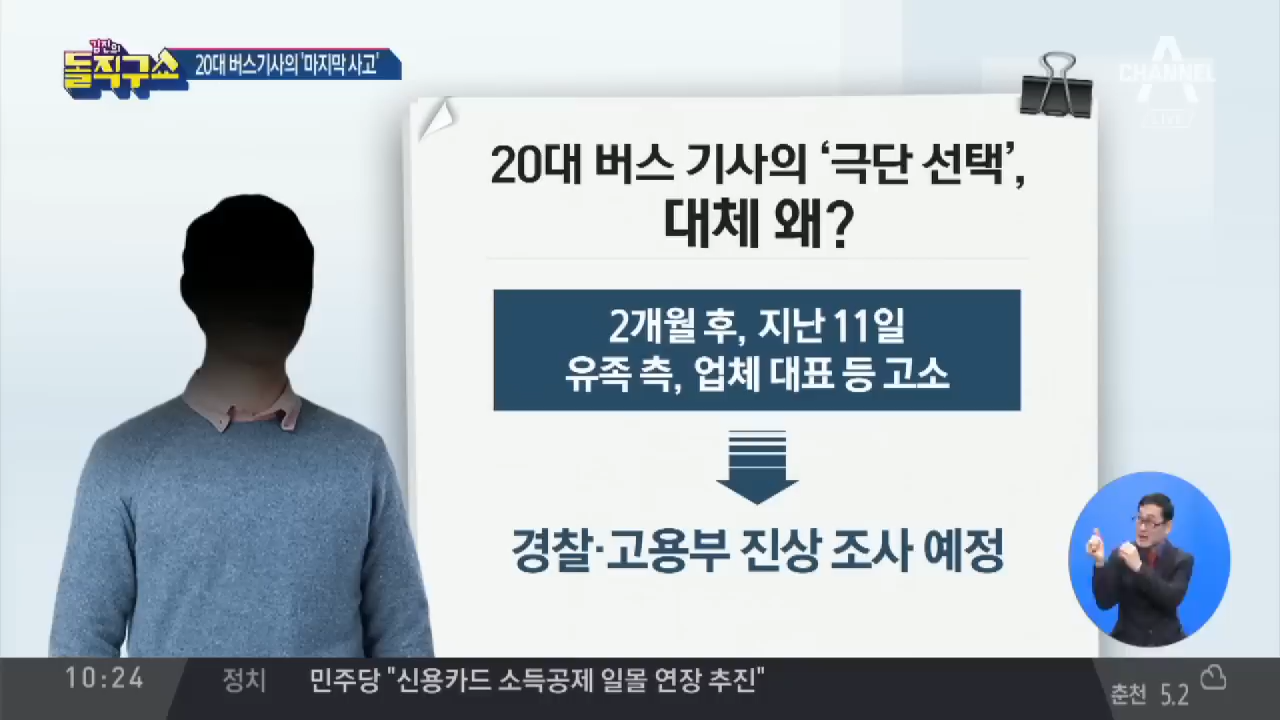 김진의
돌직구쇼
20대 버스기사의 '마지막 사고'
CHANNEL A
LIVE
20대 버스 기사의 ‘극단 선택’,
대체 왜?
2개월 후, 지난 11일
유족 측, 업체 대표 등 고소
경찰·고용부 진상 조사 예정
10:24
정치 민주당 "신용카드 소득공제 일몰 연장 추진"
춘천 5.2